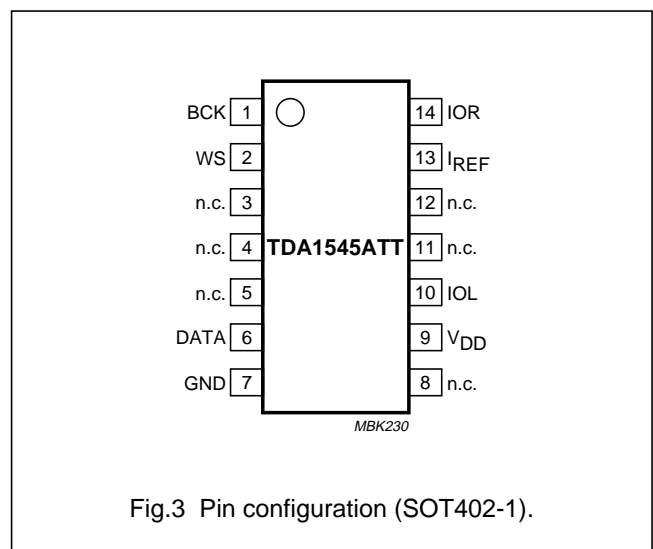 BCK 1 14 IOR
WS 2 13 IREF
n.c. 3 12 n.c.
n.c. 4 TDA1545ATT 11 n.c.
n.c. 5 10 IOL
DATA 6 9 VDD
GND 7 8 n.c.
MBK230
Fig.3 Pin configuration (SOT402-1).